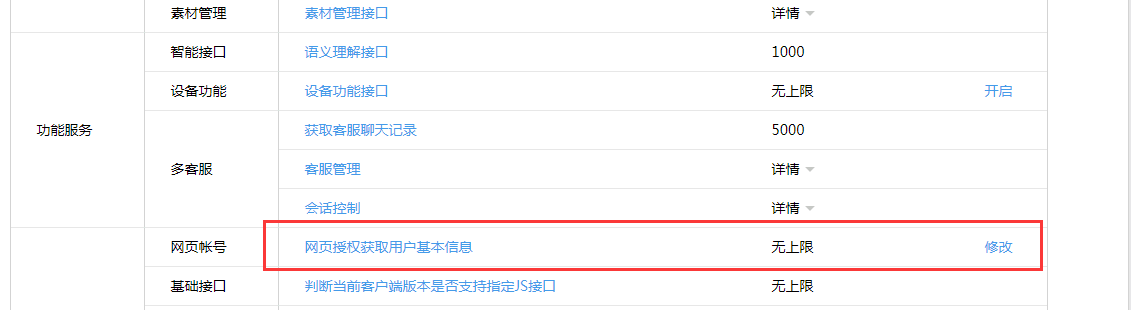 素材管理 素材管理接口 详情
智能接口 语义理解接口 1000
设备功能 设备功能接口 无上限 开启
功能服务 获取客服聊天记录 5000
多客服 客服管理 详情
会话控制 详情
网页帐号 网页授权获取用户基本信息 无上限 修改
基础接口 判断当前客户端版本是否支持指定JS接口 无上限